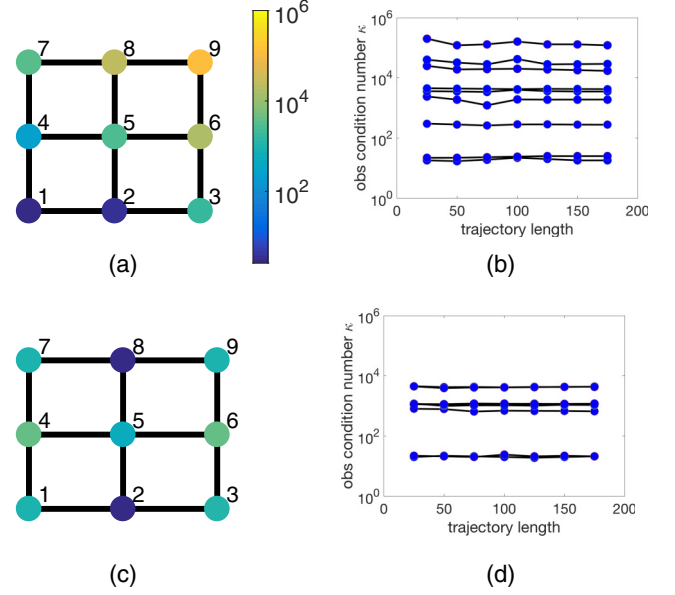 7 8 9
4 5 6
1 2 3
10^6
10^4
10^2
(a)
obs condition number κ
10^6
10^4
10^2
10^0
0 50 100 150 200
trajectory length
(b)
7 8 9
4 5 6
1 2 3
(c)
obs condition number κ
10^6
10^4
10^2
10^0
0 50 100 150 200
trajectory length
(d)